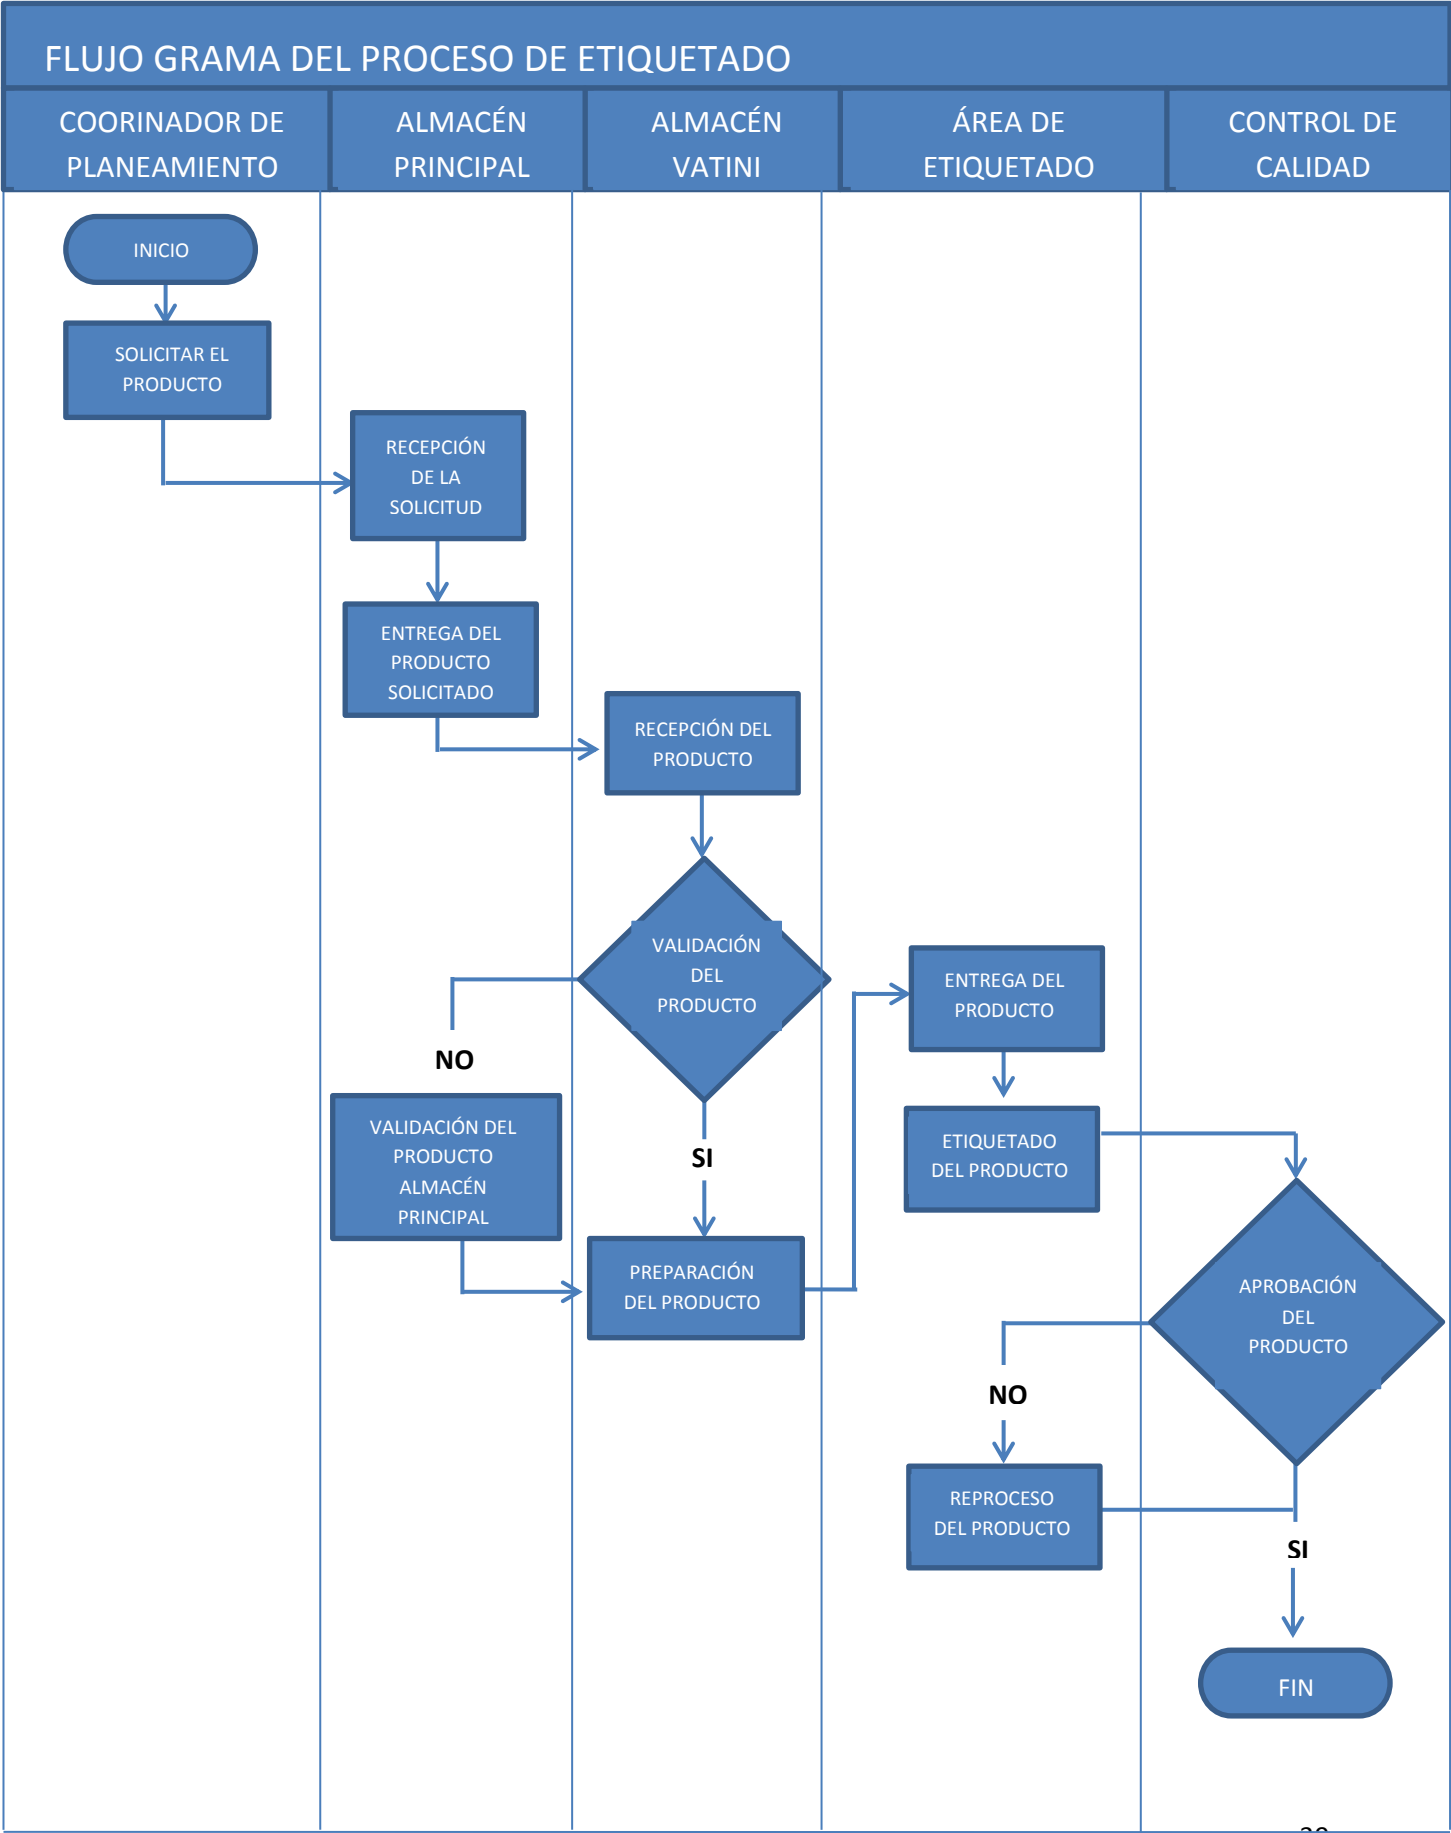 FLUJO GRAMA DEL PROCESO DE ETIQUETADO
COORINADOR DE
PLANEAMIENTO
ALMACÉN
PRINCIPAL
ALMACÉN
VATINI
ÁREA DE
ETIQUETADO
CONTROL DE
CALIDAD
INICIO
SOLICITAR EL
PRODUCTO
RECEPCIÓN
DE LA
SOLICITUD
ENTREGA DEL
PRODUCTO
SOLICITADO
RECEPCIÓN DEL
PRODUCTO
VALIDACIÓN
DEL
PRODUCTO
NO
VALIDACIÓN DEL
PRODUCTO
ALMACÉN
PRINCIPAL
SI
PREPARACIÓN
DEL PRODUCTO
ENTREGA DEL
PRODUCTO
ETIQUETADO
DEL PRODUCTO
APROBACIÓN
DEL
PRODUCTO
NO
REPROCESO
DEL PRODUCTO
SI
FIN